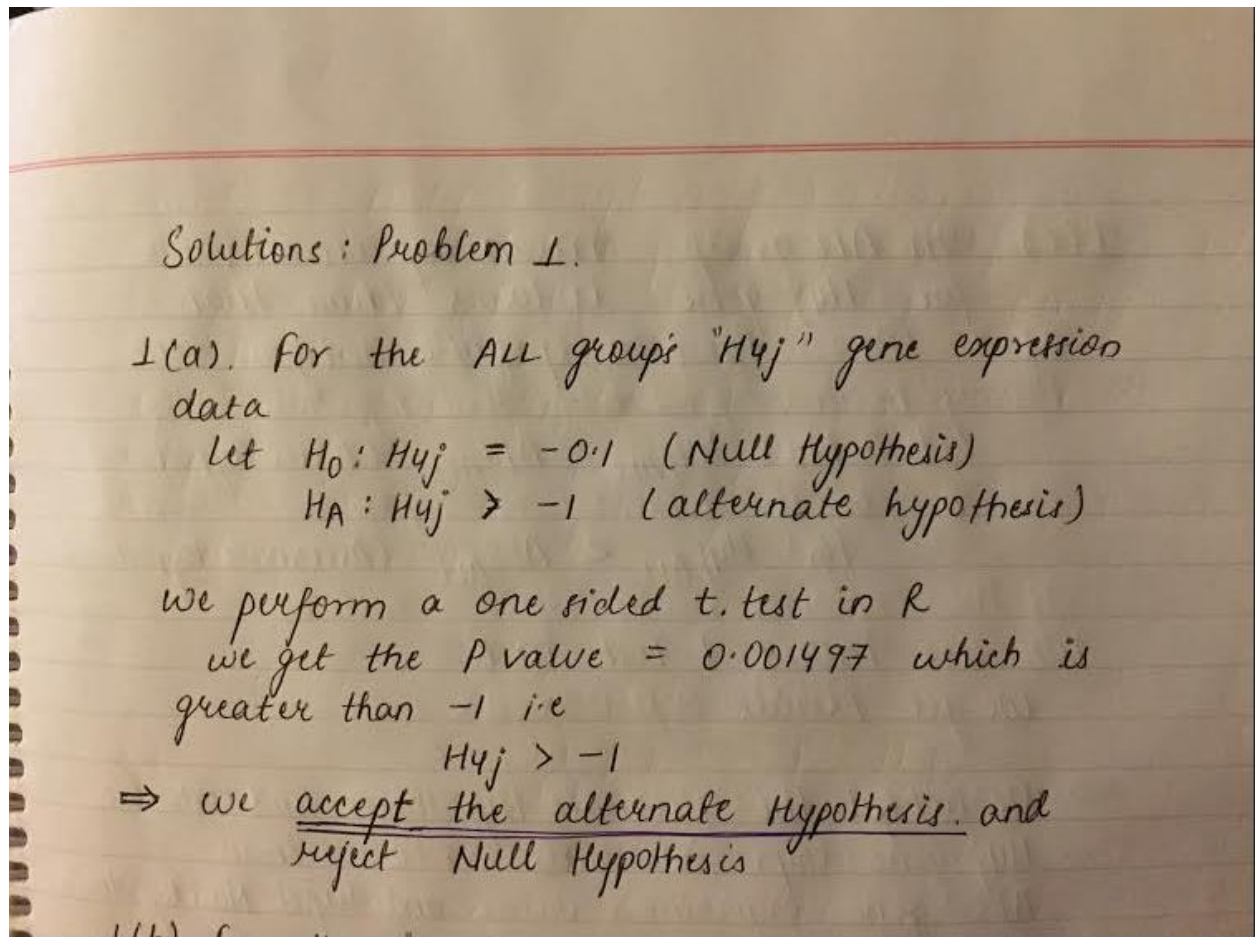 Solutions : Problem 1.
1(a). For the ALL group's "H4j" gene expression
data
Let H0 : H4j = -0.1 (Null Hypothesis)
HA : H4j > -1 (alternate hypothesis)
we perform a one sided t.test in R
we get the P value = 0.001497 which is
greater than -1 i.e
H4j > -1
⇒ we accept the alternate Hypothesis. and
reject Null Hypothesis